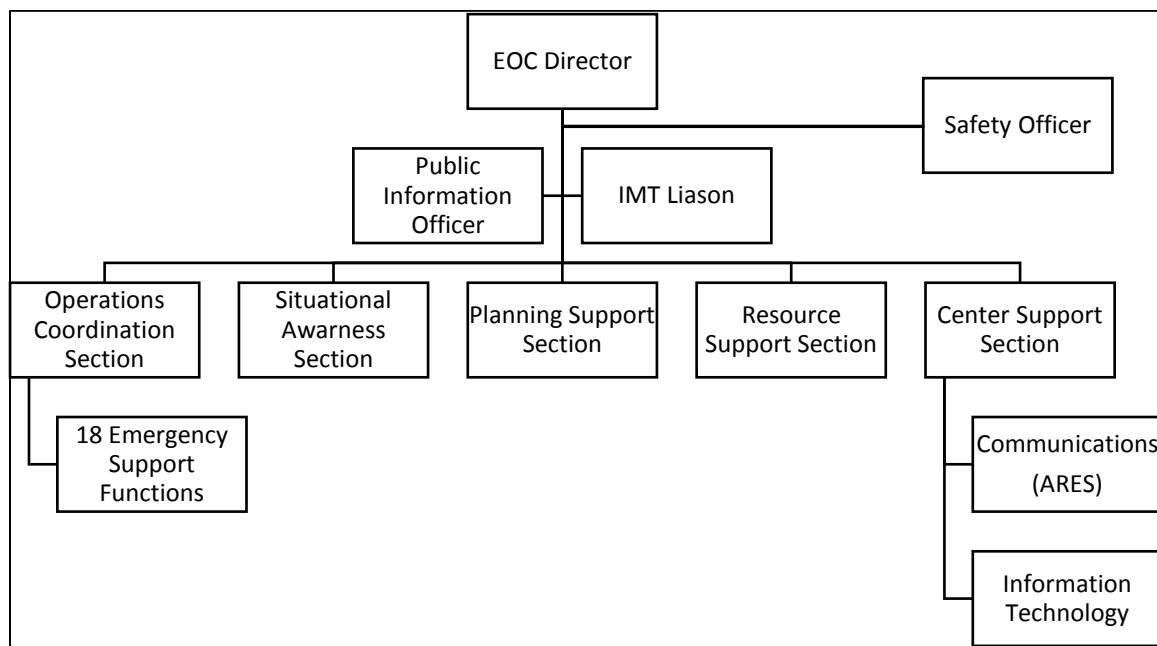 EOC Director
Safety Officer
Public
Information
Officer
IMT Liason
Operations
Coordination
Section
Situational
Awarness
Section
Planning Support
Section
Resource
Support Section
Center Support
Section
18 Emergency
Support
Functions
Communications
(ARES)
Information
Technology